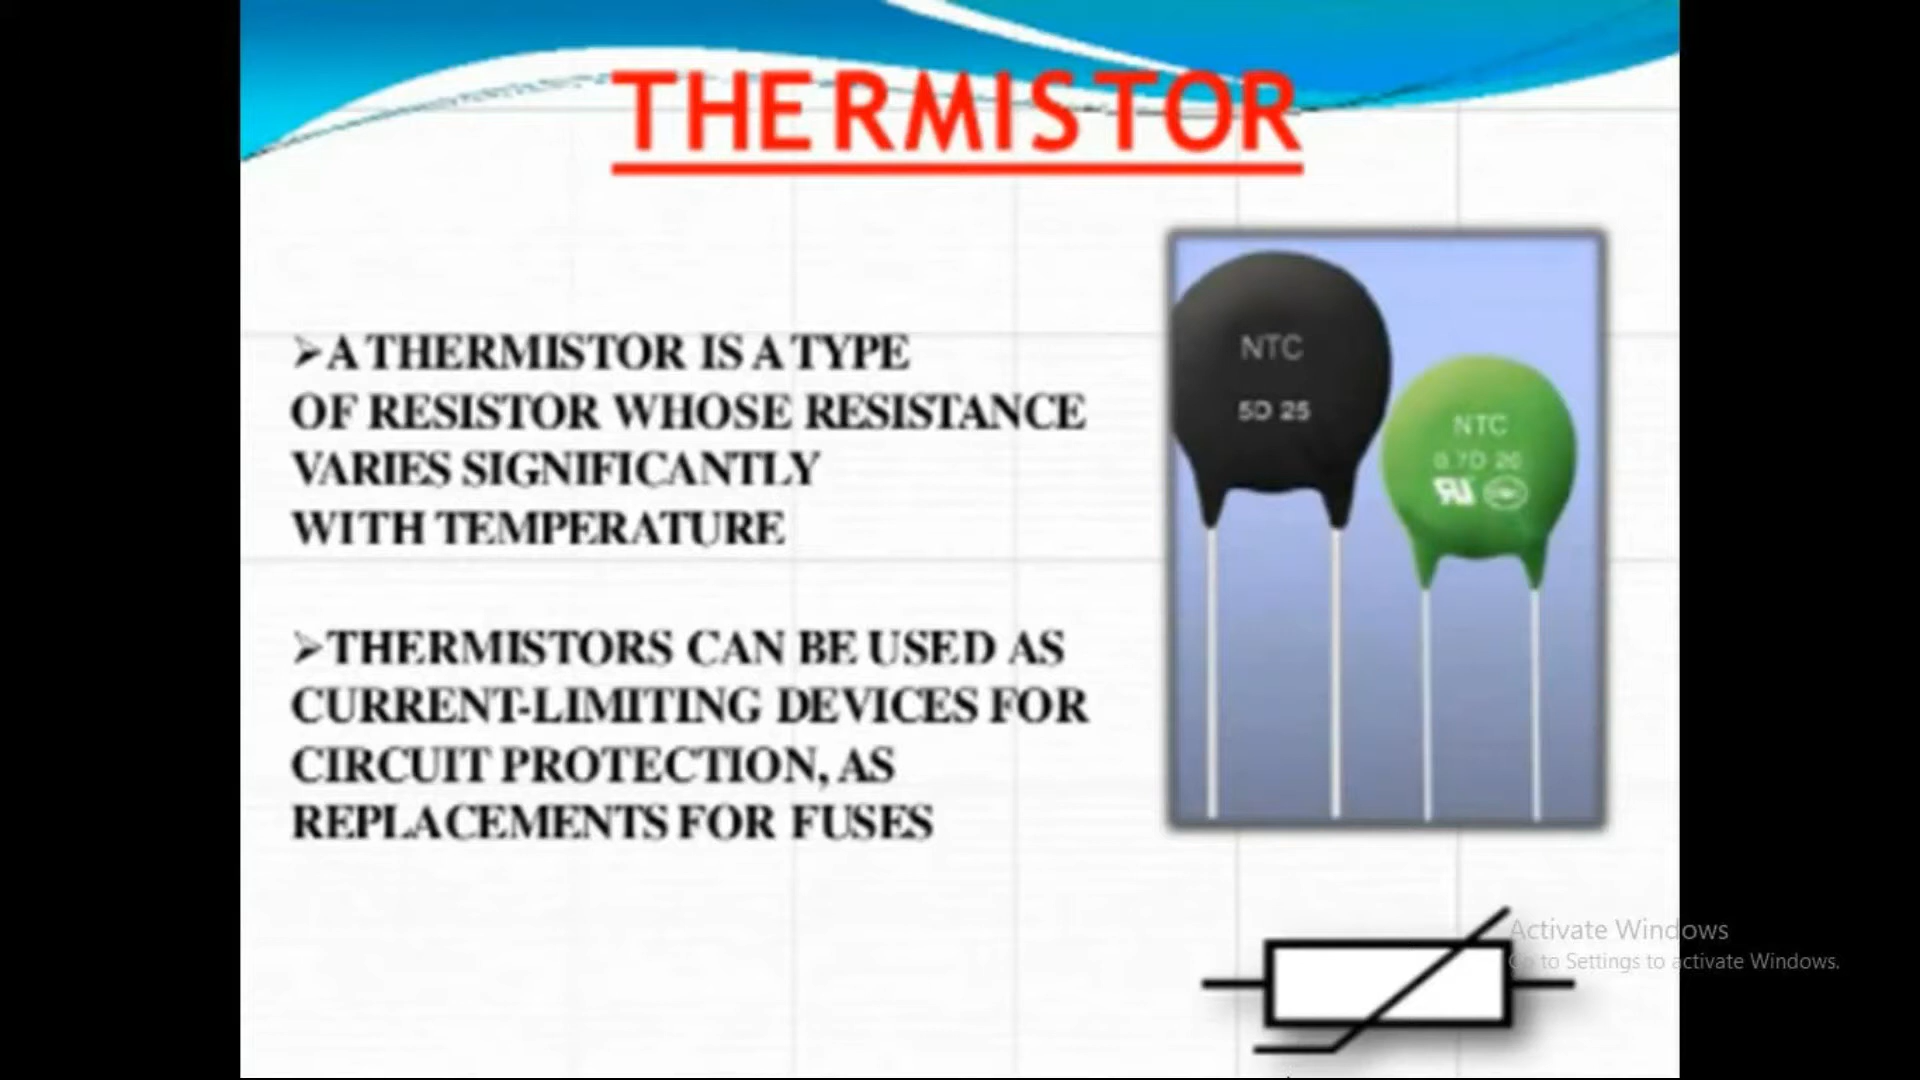 THERMISTOR
➢A THERMISTOR IS A TYPE
OF RESISTOR WHOSE RESISTANCE
VARIES SIGNIFICANTLY
WITH TEMPERATURE
➢THERMISTORS CAN BE USED AS
CURRENT-LIMITING DEVICES FOR
CIRCUIT PROTECTION, AS
REPLACEMENTS FOR FUSES
NTC
5D 25
NTC
Activate Windows
Go to Settings to activate Windows.